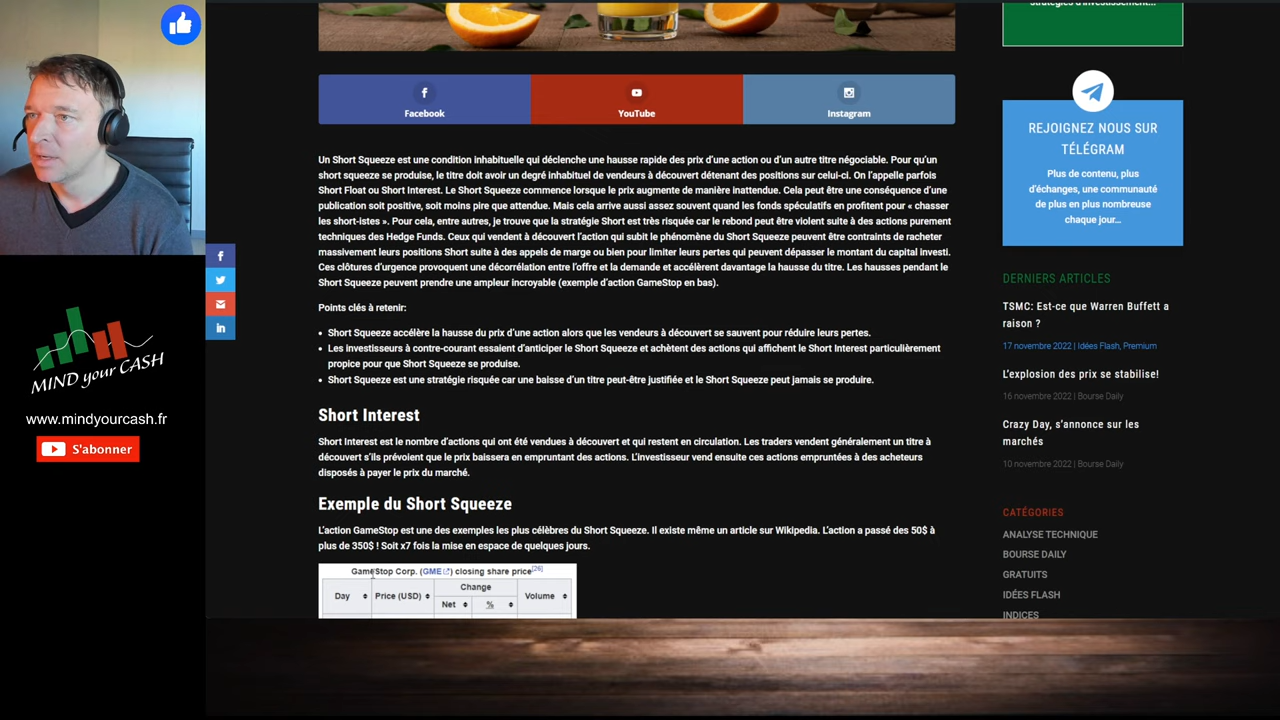 Stratégies d'investissement...
Facebook
YouTube
Instagram
REJOIGNEZ NOUS SUR
TÉLÉGRAM
Plus de contenu, plus
d'échanges, une communauté
de plus en plus nombreuse
chaque jour...
Un Short Squeeze est une condition inhabituelle qui déclenche une hausse rapide des prix d'une action ou d'un autre titre négociable. Pour qu'un
short squeeze se produise, le titre doit avoir un degré inhabituel de vendeurs à découvert détenant des positions sur celui-ci. On l'appelle parfois
Short Float ou Short Interest. Le Short Squeeze commence lorsque le prix augmente de manière inattendue. Cela peut être une conséquence d'une
publication soit positive, soit moins pire que attendue. Mais cela arrive aussi assez souvent quand les fonds spéculatifs en profitent pour « chasser
les short-istes ». Pour cela, entre autres, je trouve que la stratégie Short est très risquée car le rebond peut être violent suite à des actions purement
techniques des Hedge Funds. Ceux qui vendent à découvert l'action qui subit le phénomène du Short Squeeze peuvent être contraints de racheter
massivement leurs positions Short suite à des appels de marge ou bien pour limiter leurs pertes qui peuvent dépasser le montant du capital investi.
Ces clôtures d'urgence provoquent une décorrélation entre l'offre et la demande et accélèrent davantage la hausse du titre. Les hausses pendant le
Short Squeeze peuvent prendre une ampleur incroyable (exemple d'action GameStop en bas).
Points clés à retenir:
• Short Squeeze accélère la hausse du prix d'une action alors que les vendeurs à découvert se sauvent pour réduire leurs pertes.
• Les investisseurs à contre-courant essaient d'anticiper le Short Squeeze et achètent des actions qui affichent le Short Interest particulièrement
propice pour que Short Squeeze se produise.
• Short Squeeze est une stratégie risquée car une baisse d'un titre peut-être justifiée et le Short Squeeze peut jamais se produire.
Short Interest
Short Interest est le nombre d'actions qui ont été vendues à découvert et qui restent en circulation. Les traders vendent généralement un titre à
découvert s'ils prévoient que le prix baissera en empruntant des actions. L'investisseur vend ensuite ces actions empruntées à des acheteurs
disposés à payer le prix du marché.
Exemple du Short Squeeze
L'action GameStop est une des exemples les plus célèbres du Short Squeeze. Il existe même un article sur Wikipedia. L'action a passé des 50$ à
plus de 350$ ! Soit x7 fois la mise en espace de quelques jours.
GameStop Corp. (GME) closing share price[26]
Day
Price (USD)
Change
Net
%
Volume
DERNIERS ARTICLES
TSMC: Est-ce que Warren Buffett a
raison ?
17 novembre 2022 | Idées Flash, Premium
L'explosion des prix se stabilise!
16 novembre 2022 | Bourse Daily
Crazy Day, s'annonce sur les
marchés
10 novembre 2022 | Bourse Daily
CATÉGORIES
ANALYSE TECHNIQUE
BOURSE DAILY
GRATUITS
IDÉES FLASH
INDICES
MIND your CASH
www.mindyourcash.fr
S'abonner